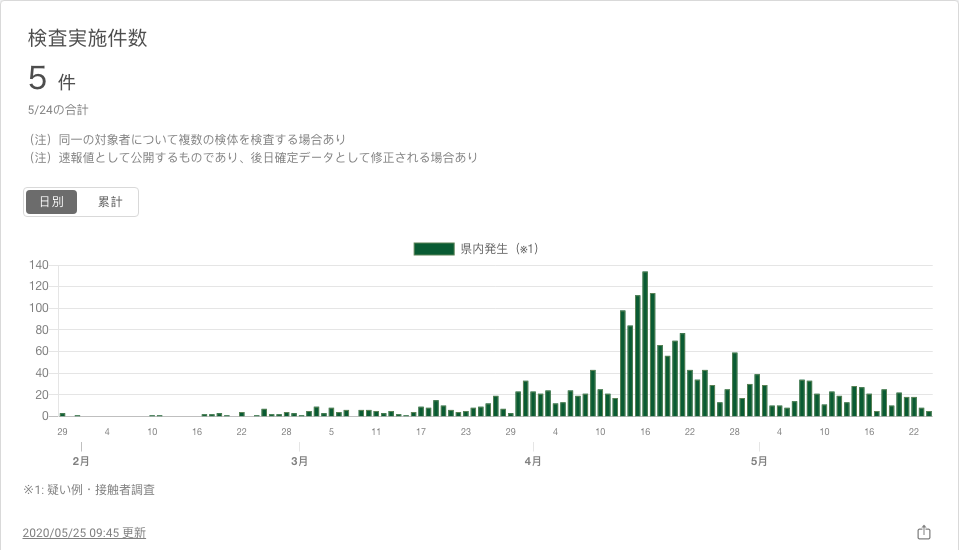 検査実施件数
5 件
5/24の合計
（注）同一の対象者について複数の検体を検査する場合あり
（注）速報値として公開するものであり、後日確定データとして修正される場合あり
日別 累計
県内発生（※1）
140
120
100
80
60
40
20
0
29 4 10 16 22 28 5 11 17 23 29 4 10 16 22 28 4 10 16 22
2月 3月 4月 5月
※1: 疑い例・接触者調査
2020/05/25 09:45 更新